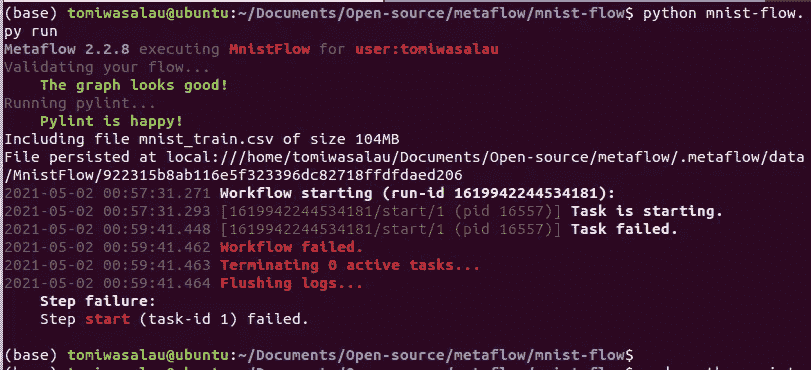 (base) tomiwasalau@ubuntu:~/Documents/Open-source/metaflow/mnist-flow$ python mnist-flow.
py run
Metaflow 2.2.8 executing MnistFlow for user:tomiwasalau
Validating your flow...
The graph looks good!
Running pylint...
Pylint is happy!
Including file mnist_train.csv of size 104MB
File persisted at local:///home/tomiwasalau/Documents/Open-source/metaflow/.metaflow/data
/MnistFlow/922315b8ab116e5f323396dc82718ffdfdaed206
2021-05-02 00:57:31.271 Workflow starting (run-id 1619942244534181):
2021-05-02 00:57:31.293 [1619942244534181/start/1 (pid 16557)] Task is starting.
2021-05-02 00:59:41.448 [1619942244534181/start/1 (pid 16557)] Task failed.
2021-05-02 00:59:41.462 Workflow failed.
2021-05-02 00:59:41.463 Terminating 0 active tasks...
2021-05-02 00:59:41.464 Flushing logs...
Step failure:
Step start (task-id 1) failed.
(base) tomiwasalau@ubuntu:~/Documents/Open-source/metaflow/mnist-flow$